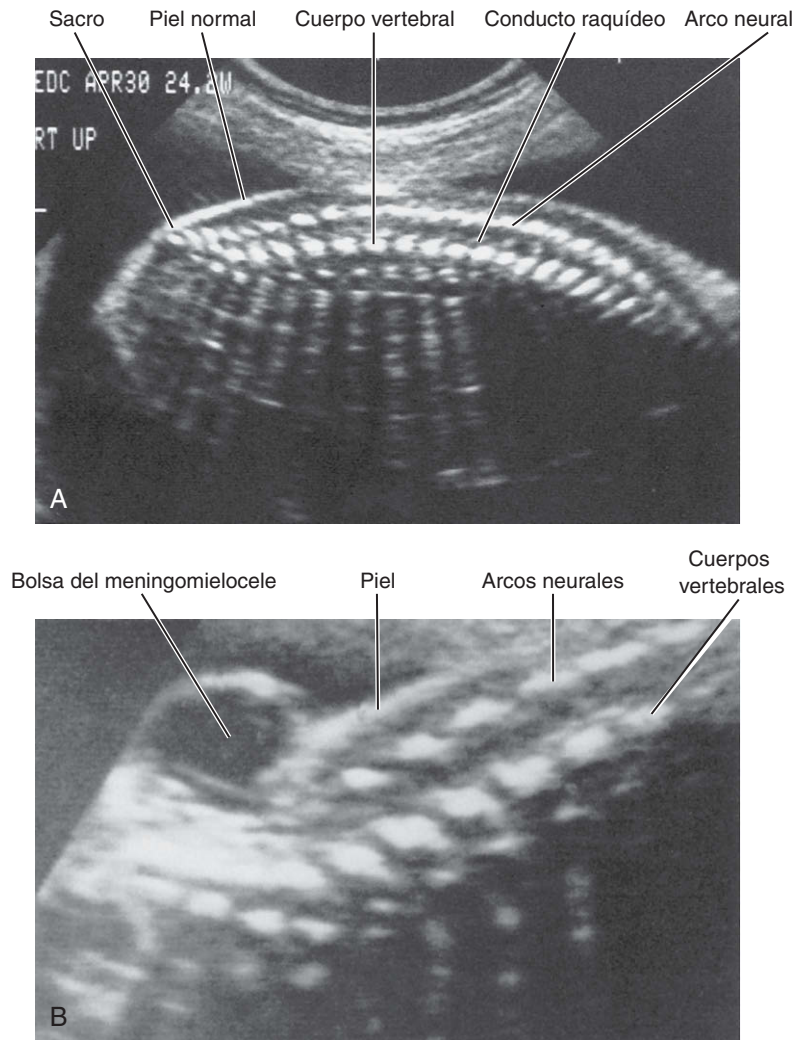 Sacro Piel normal Cuerpo vertebral Conducto raquídeo Arco neural
EDC APR30 24.2W
RT UP
A
Bolsa del meningomielocele Piel Arcos neurales Cuerpos vertebrales
B